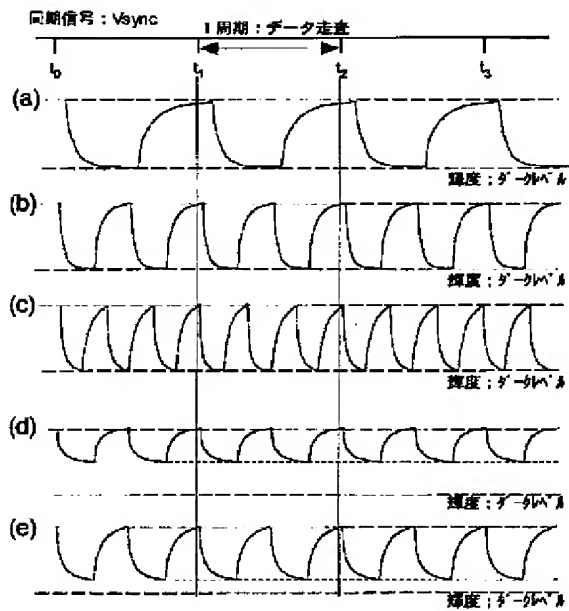 同期信号：Vsync
1周期：データ走査
t0 t1 t2 t3
(a)
輝度；ダークレベル
(b)
輝度；ダークレベル
(c)
輝度；ダークレベル
(d)
輝度；ダークレベル
(e)
輝度；ダークレベル